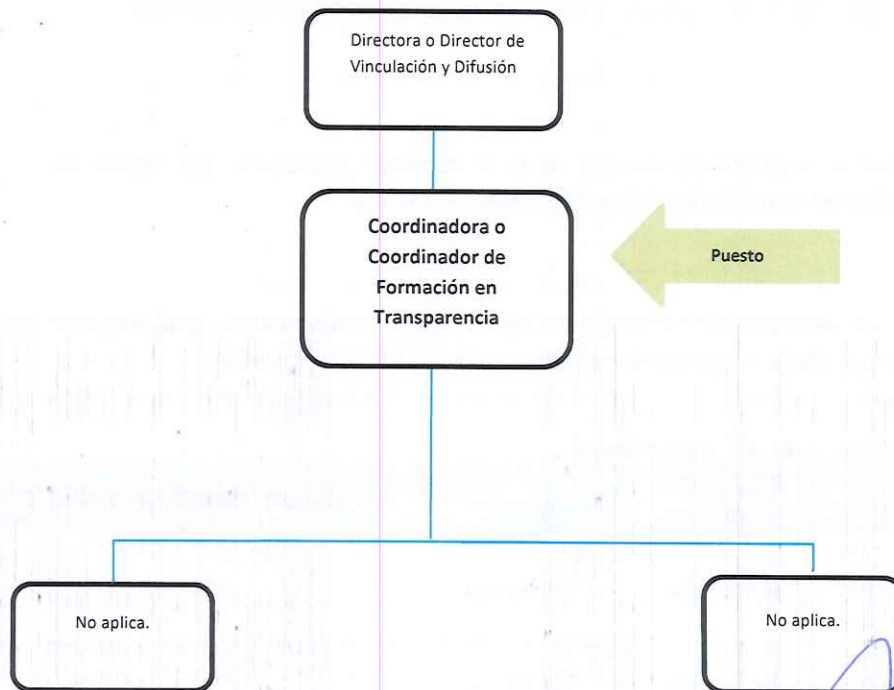 Directora o Director de
Vinculación y Difusión
Coordinadora o
Coordinador de
Formación en
Transparencia
Puesto
No aplica.
No aplica.